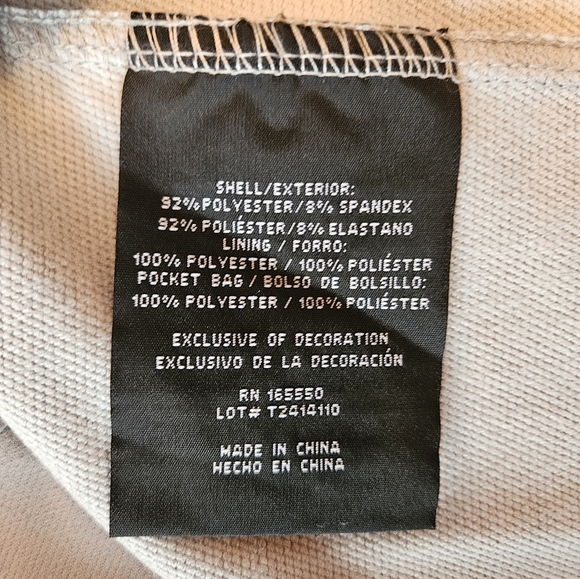 SHELL/EXTERIOR:
92% POLYESTER/8% SPANDEX
92% POLIÉSTER/8% ELASTANO
LINING / FORRO:
100% POLYESTER / 100% POLIÉSTER
POCKET BAG / BOLSO DE BOLSILLO:
100% POLYESTER / 100% POLIÉSTER
EXCLUSIVE OF DECORATION
EXCLUSIVO DE LA DECORACIÓN
RN 165550
LOT# T2414110
MADE IN CHINA
HECHO EN CHINA